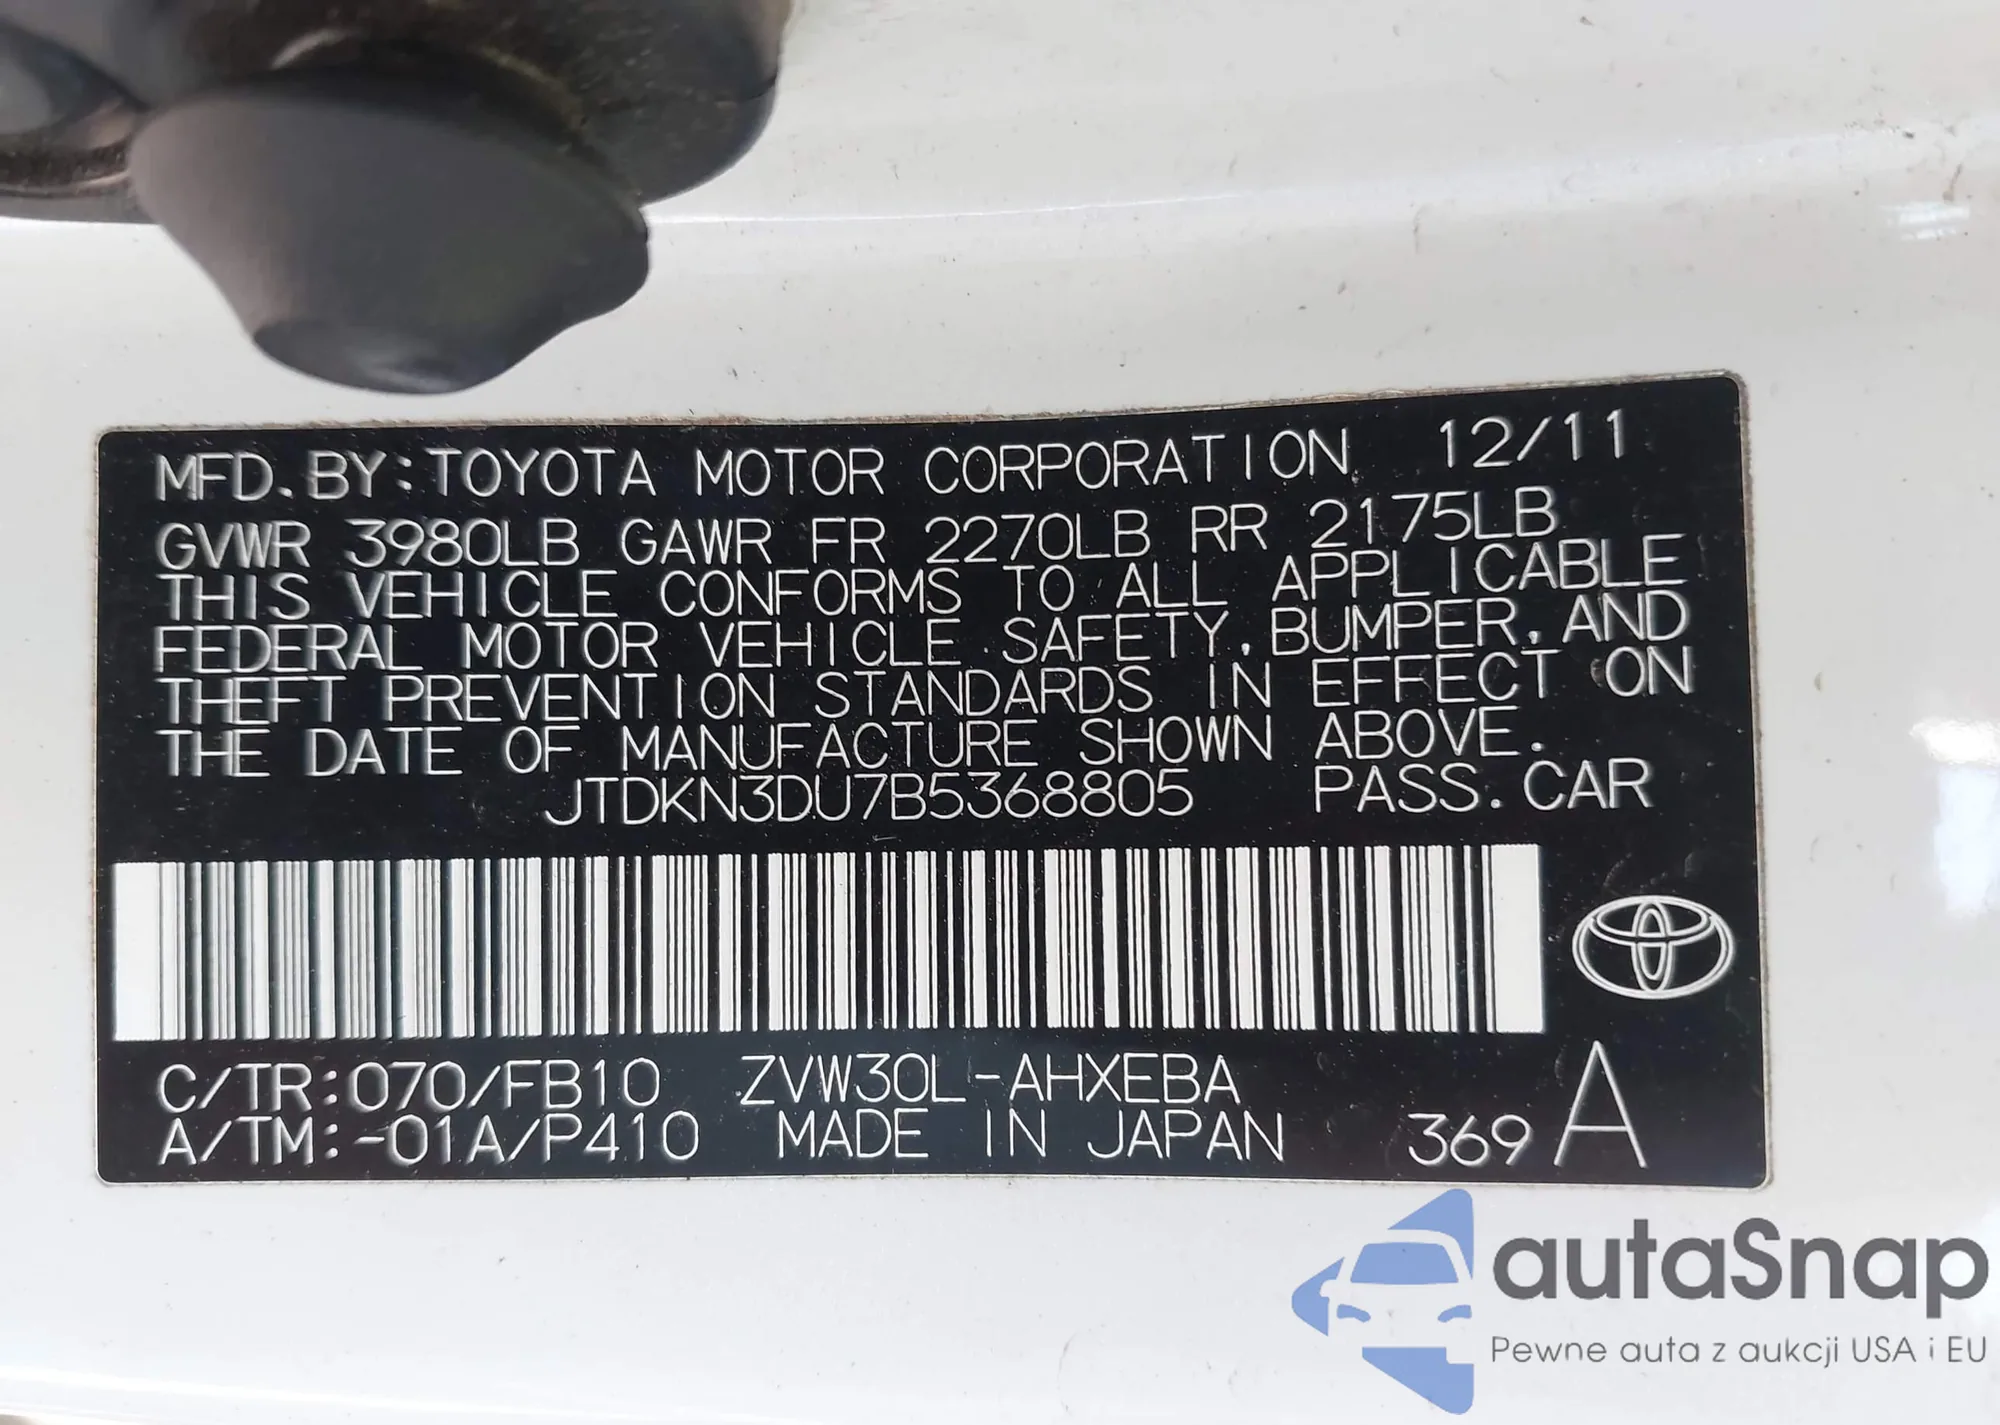 MFD. BY: TOYOTA MOTOR CORPORATION 12/11
GVWR 3980LB GAWR FR 2270LB RR 2175LB
THIS VEHICLE CONFORMS TO ALL APPLICABLE
FEDERAL MOTOR VEHICLE SAFETY, BUMPER, AND
THEFT PREVENTION STANDARDS IN EFFECT ON
THE DATE OF MANUFACTURE SHOWN ABOVE.
JTDKN3DU7B5368805 PASS. CAR
C/TR: 070/FB10 ZVW30L-AHXEBA
A/TM: -01A/P410 MADE IN JAPAN 369 A
autaSnap
Pewne auta z aukcji USA i EU